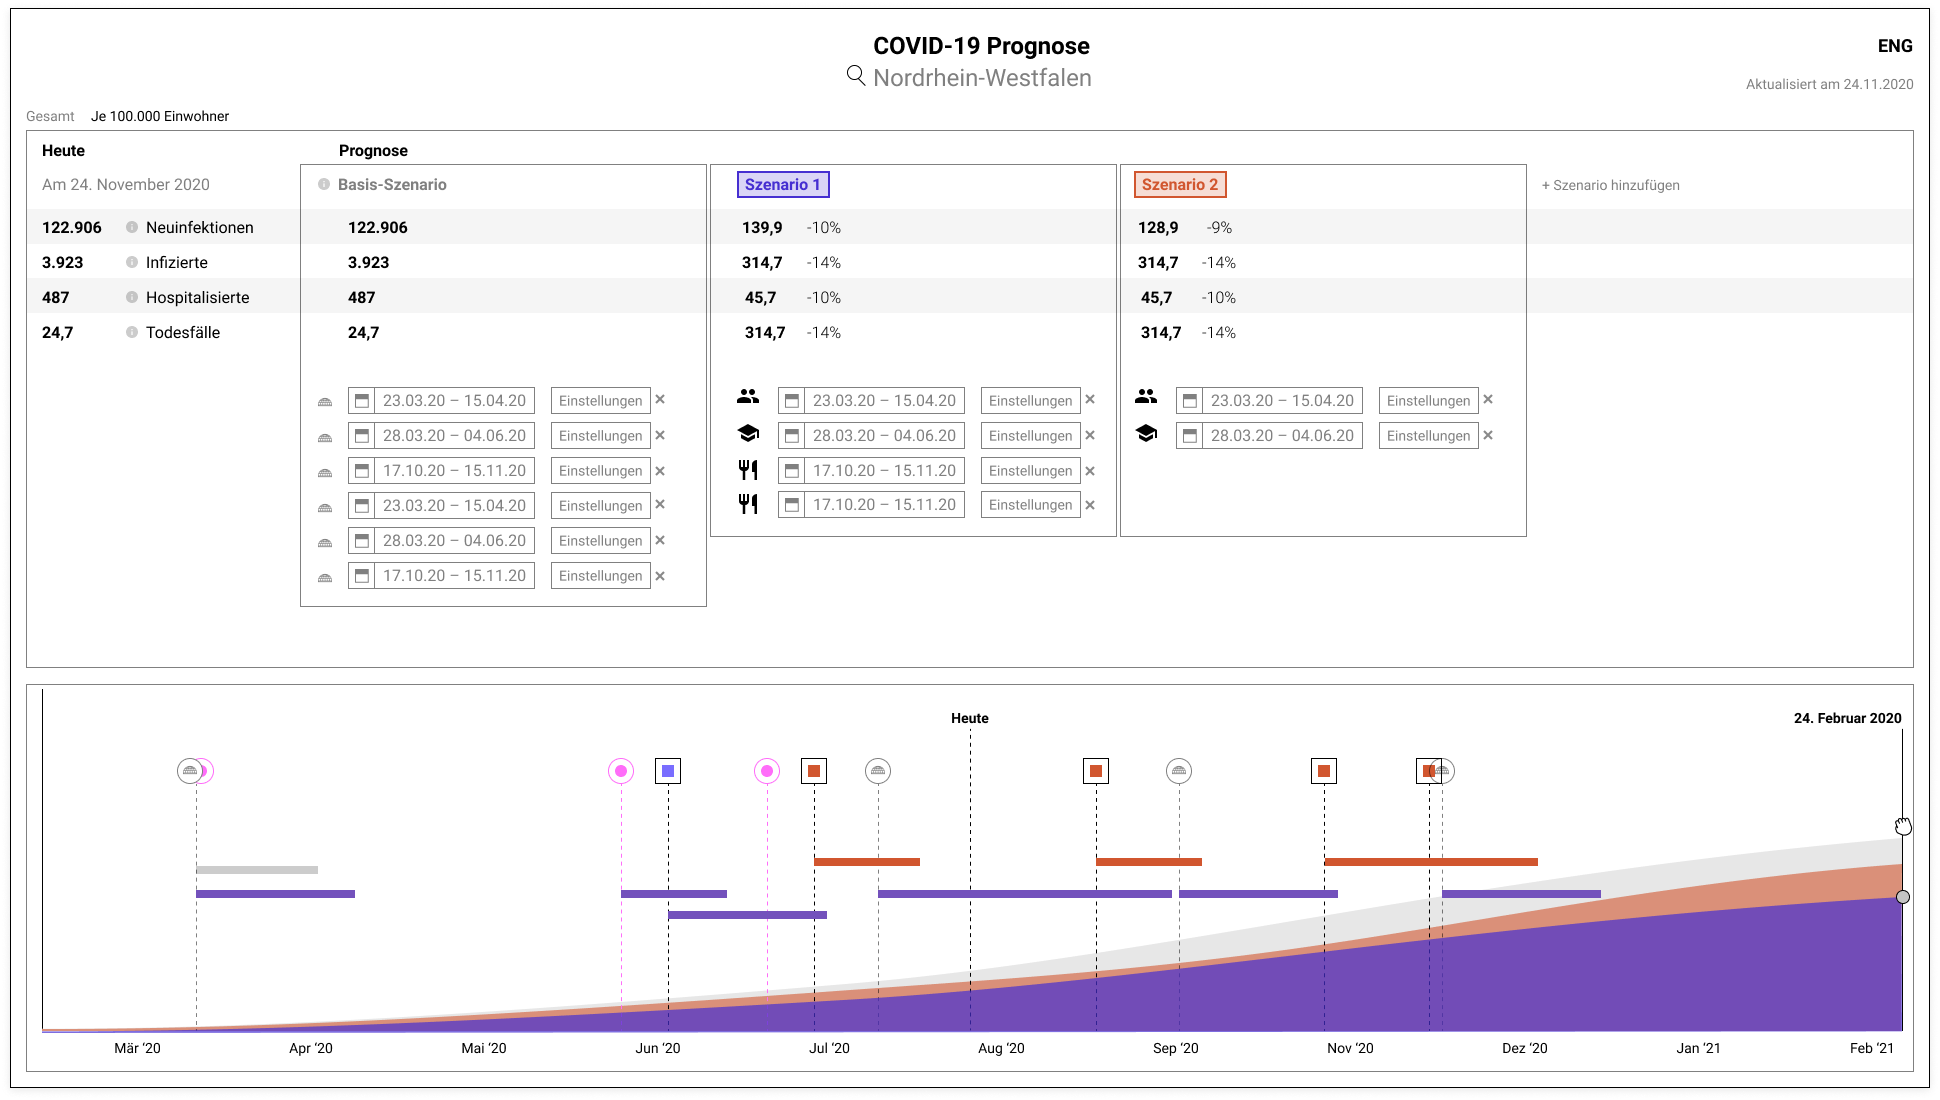 COVID-19 Prognose
ENG
Nordrhein-Westfalen
Aktualisiert am 24.11.2020
Gesamt Je 100.000 Einwohner
Heute Prognose
Am 24. November 2020 Basis-Szenario Szenario 1 Szenario 2 + Szenario hinzufügen
122.906 Neuinfektionen 122.906 139,9 -10% 128,9 -9%
3.923 Infizierte 3.923 314,7 -14% 314,7 -14%
487 Hospitalisierte 487 45,7 -10% 45,7 -10%
24,7 Todesfälle 24,7 314,7 -14% 314,7 -14%
23.03.20 – 15.04.20 Einstellungen × 23.03.20 – 15.04.20 Einstellungen × 23.03.20 – 15.04.20 Einstellungen ×
28.03.20 – 04.06.20 Einstellungen × 28.03.20 – 04.06.20 Einstellungen × 28.03.20 – 04.06.20 Einstellungen ×
17.10.20 – 15.11.20 Einstellungen × 17.10.20 – 15.11.20 Einstellungen ×
23.03.20 – 15.04.20 Einstellungen × 17.10.20 – 15.11.20 Einstellungen ×
28.03.20 – 04.06.20 Einstellungen ×
17.10.20 – 15.11.20 Einstellungen ×
Heute 24. Februar 2020
Mär ‘20 Apr ‘20 Mai ‘20 Jun ‘20 Jul ‘20 Aug ‘20 Sep ‘20 Nov ‘20 Dez ‘20 Jan ‘21 Feb ‘21